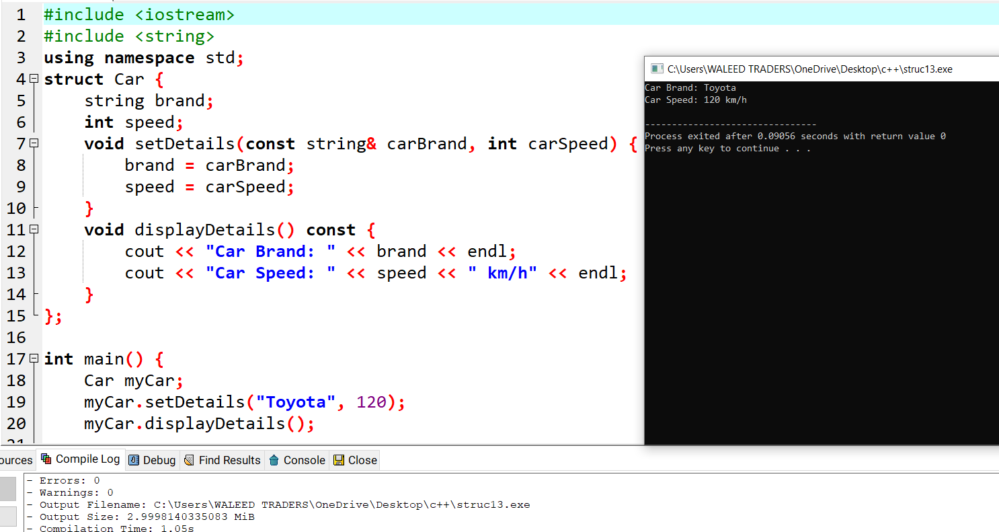 1 #include <iostream>
2 #include <string>
3 using namespace std;
4 struct Car {
5     string brand;
6     int speed;
7     void setDetails(const string& carBrand, int carSpeed) {
8         brand = carBrand;
9         speed = carSpeed;
10     }
11     void displayDetails() const {
12         cout << "Car Brand: " << brand << endl;
13         cout << "Car Speed: " << speed << " km/h" << endl;
14     }
15 };
16
17 int main() {
18     Car myCar;
19     myCar.setDetails("Toyota", 120);
20     myCar.displayDetails();
21
C:\Users\WALEED TRADERS\OneDrive\Desktop\c++\struc13.exe
Car Brand: Toyota
Car Speed: 120 km/h
--------------------------------
Process exited after 0.09056 seconds with return value 0
Press any key to continue . . .
ources Compile Log Debug Find Results Console Close
- Errors: 0
- Warnings: 0
- Output Filename: C:\Users\WALEED TRADERS\OneDrive\Desktop\c++\struc13.exe
- Output Size: 2.9998140335083 MiB
- Compilation Time: 1.05s